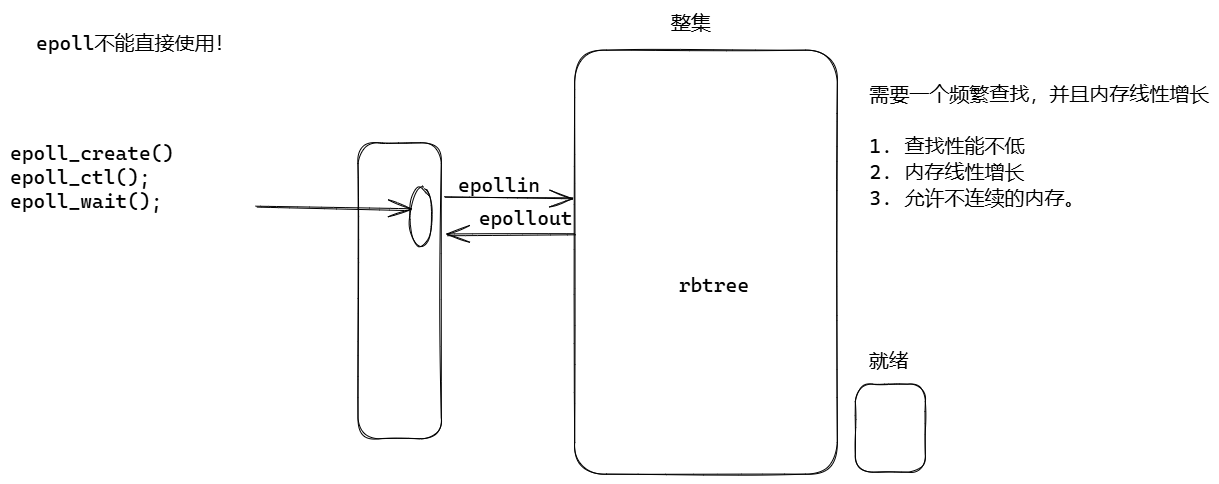 整集
epoll不能直接使用!
需要一个频繁查找，并且内存线性增长
1. 查找性能不低
2. 内存线性增长
3. 允许不连续的内存。
epoll_create()
epoll_ctl();
epoll_wait();
epollin
epollout
rbtree
就绪